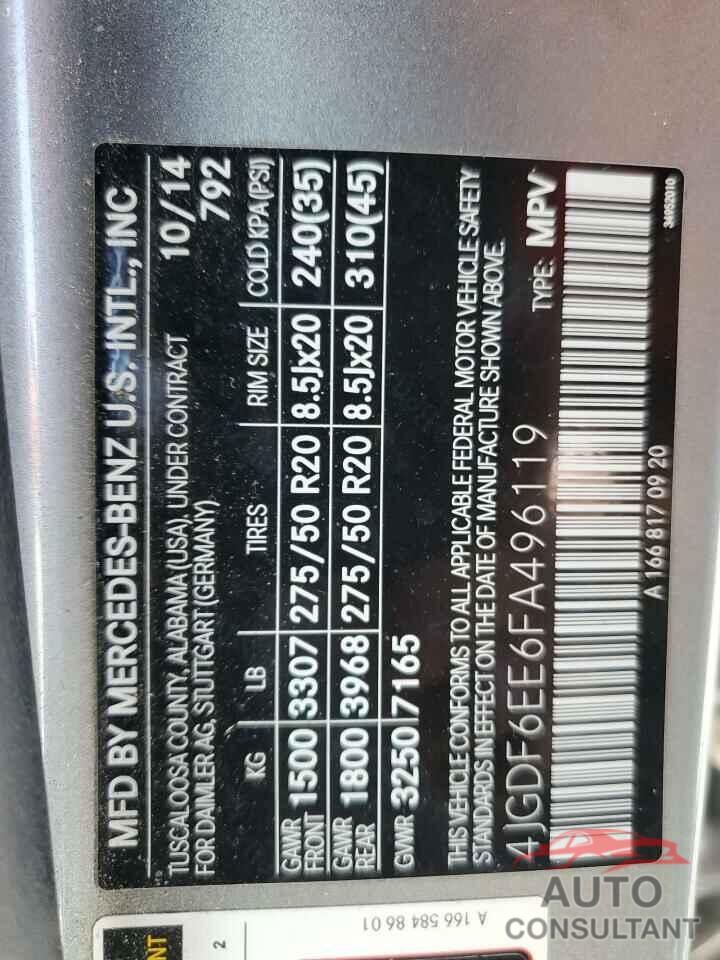 MFD BY MERCEDES-BENZ U.S. INTL., INC
TUSCALOOSA COUNTY, ALABAMA (USA), UNDER CONTRACT 10/14
FOR DAIMLER AG, STUTTGART (GERMANY) 792
KG LB TIRES RIM SIZE COLD KPA (PSI)
GAWR FRONT 1500 3307 275/50 R20 8.5Jx20 240(35)
GAWR REAR 1800 3968 275/50 R20 8.5Jx20 310(45)
GWR 3250 7165
THIS VEHICLE CONFORMS TO ALL APPLICABLE FEDERAL MOTOR VEHICLE SAFETY
STANDARDS IN EFFECT ON THE DATE OF MANUFACTURE SHOWN ABOVE.
4JGDF6EE6FA496119 TYPE: MPV
A 166 817 09 20 34952010
A 166 584 86 01
2
AUTO
CONSULTANT